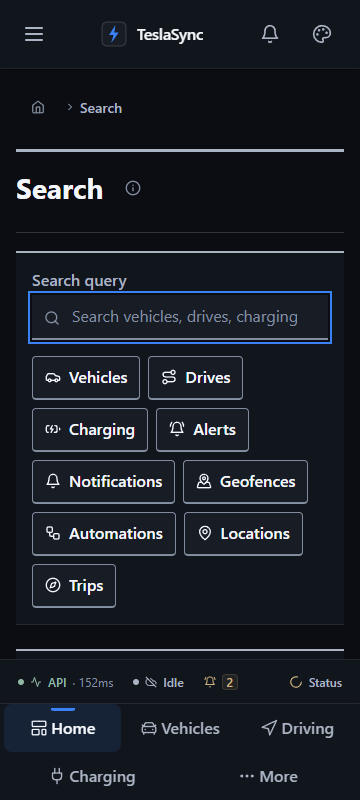 TeslaSync
Search
Search
Search query
Search vehicles, drives, charging
Vehicles
Drives
Charging
Alerts
Notifications
Geofences
Automations
Locations
Trips
API · 152ms
Idle
2
Status
Home
Vehicles
Driving
Charging
More